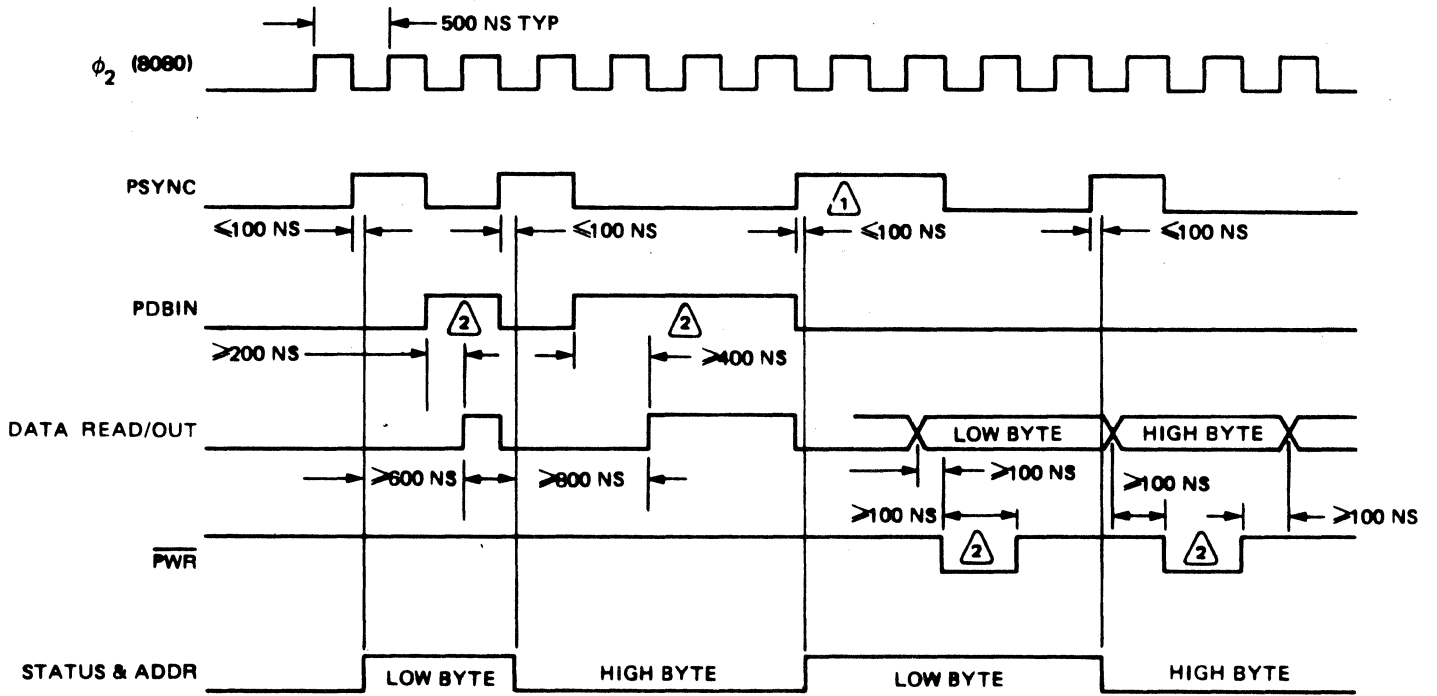 500 NS TYP
ϕ2 (8080)
PSYNC
1
≤100 NS
≤100 NS
≤100 NS
≤100 NS
PDBIN
2
2
≥200 NS
≥400 NS
DATA READ/OUT
LOW BYTE
HIGH BYTE
≥600 NS
≥800 NS
≥100 NS
≥100 NS
≥100 NS
≥100 NS
PWR
2
2
STATUS & ADDR
LOW BYTE
HIGH BYTE
LOW BYTE
HIGH BYTE